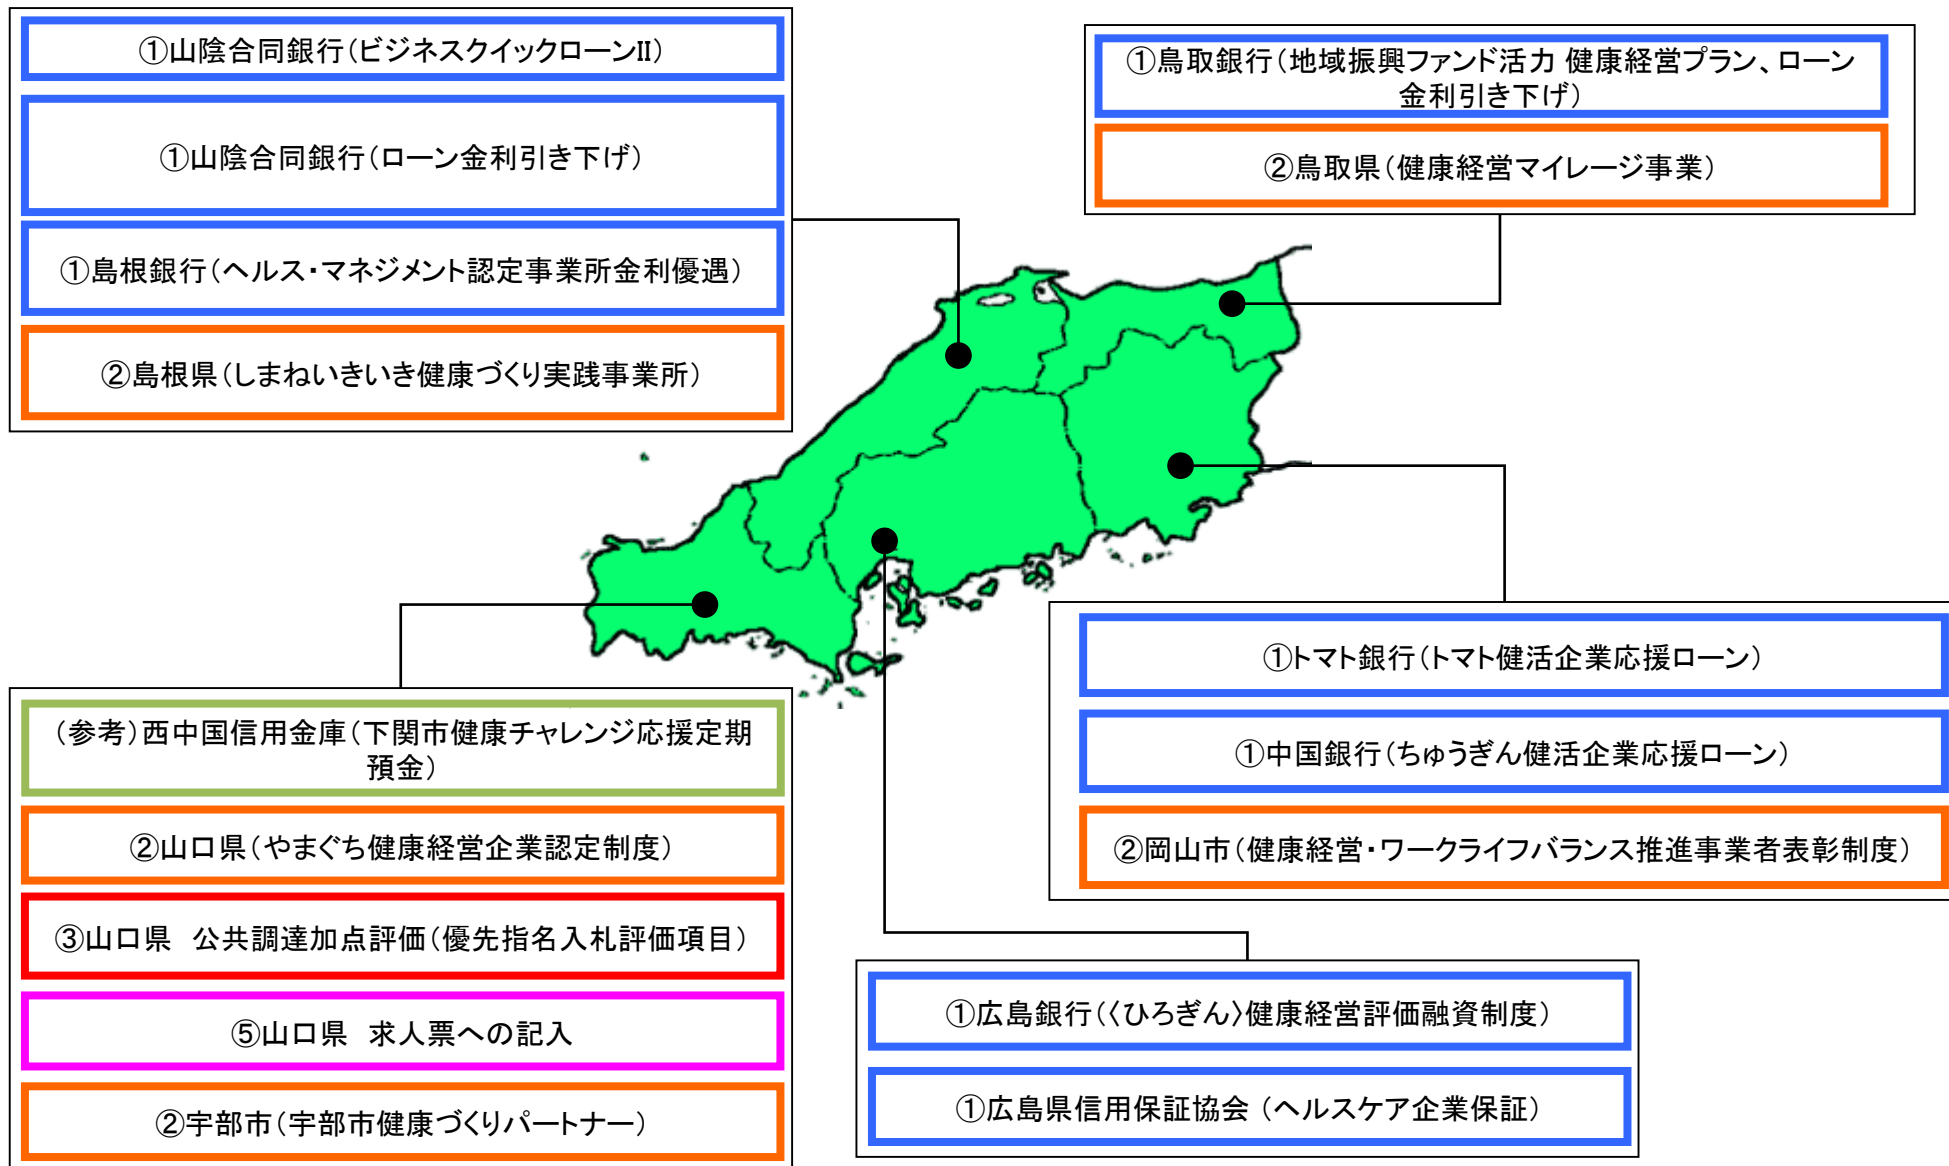 ①山陰合同銀行(ビジネスクイックローンⅡ)
①山陰合同銀行(ローン金利引き下げ)
①島根銀行(ヘルス・マネジメント認定事業所金利優遇)
②島根県(しまねいきいき健康づくり実践事業所)
①鳥取銀行(地域振興ファンド活力 健康経営プラン、ローン
金利引き下げ)
②鳥取県(健康経営マイレージ事業)
①トマト銀行(トマト健活企業応援ローン)
①中国銀行(ちゅうぎん健活企業応援ローン)
②岡山市(健康経営・ワークライフバランス推進事業者表彰制度)
(参考)西中国信用金庫(下関市健康チャレンジ応援定期
預金)
②山口県(やまぐち健康経営企業認定制度)
③山口県 公共調達加点評価(優先指名入札評価項目)
⑤山口県 求人票への記入
②宇部市(宇部市健康づくりパートナー)
①広島銀行(〈ひろぎん〉健康経営評価融資制度)
①広島県信用保証協会 (ヘルスケア企業保証)